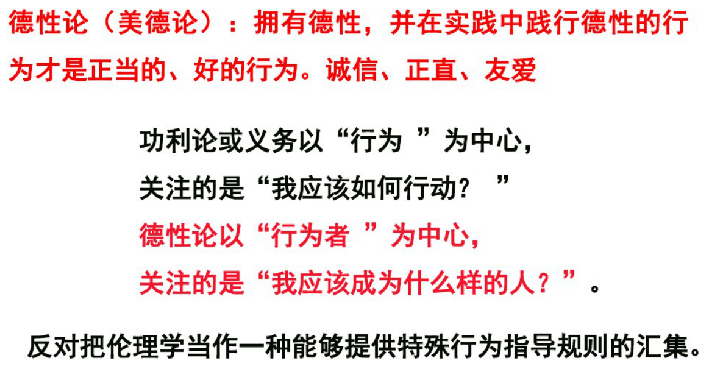 德性论（美德论）：拥有德性，并在实践中践行德性的行
为才是正当的、好的行为。诚信、正直、友爱
功利论或义务以“行为 ”为中心，
关注的是“我应该如何行动？ ”
德性论以“行为者 ”为中心，
关注的是“我应该成为什么样的人？”。
反对把伦理学当作一种能够提供特殊行为指导规则的汇集。